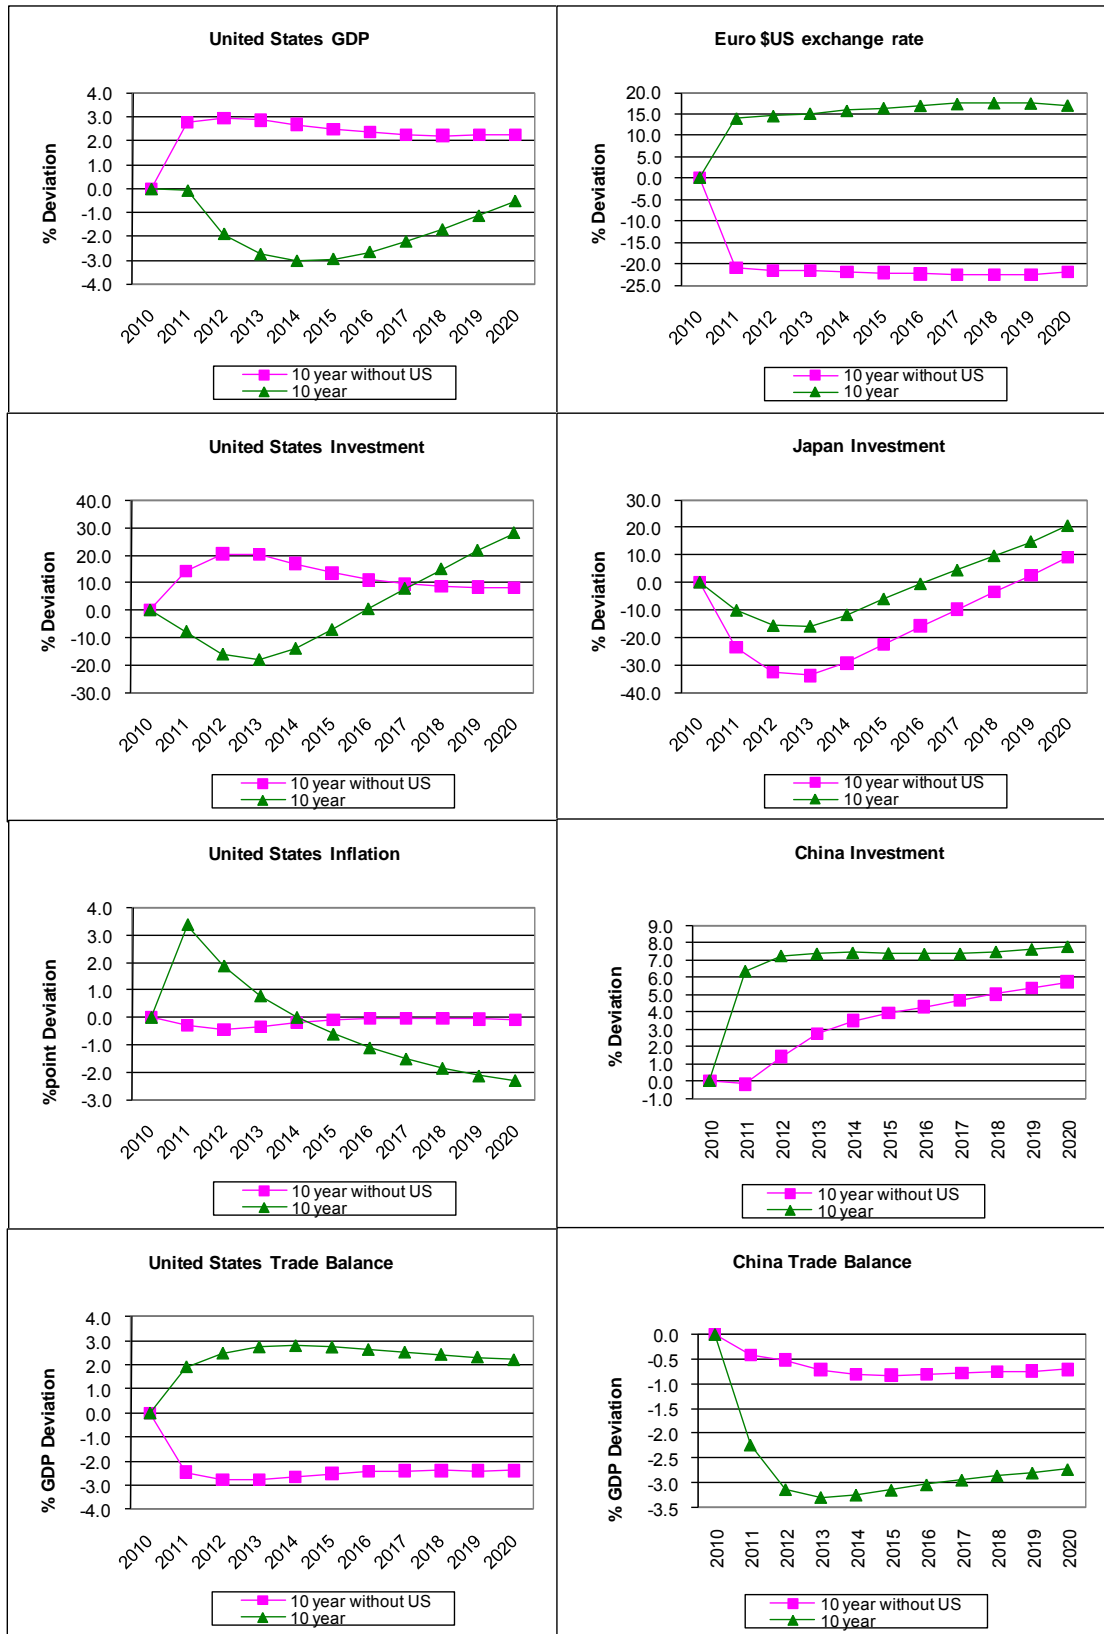 United States GDP
% Deviation
4.0
3.0
2.0
1.0
0.0
-1.0
-2.0
-3.0
-4.0
2010 2011 2012 2013 2014 2015 2016 2017 2018 2019 2020
10 year without US
10 year
Euro $US exchange rate
% Deviation
20.0
15.0
10.0
5.0
0.0
-5.0
-10.0
-15.0
-20.0
-25.0
2010 2011 2012 2013 2014 2015 2016 2017 2018 2019 2020
10 year without US
10 year
United States Investment
% Deviation
40.0
30.0
20.0
10.0
0.0
-10.0
-20.0
-30.0
2010 2011 2012 2013 2014 2015 2016 2017 2018 2019 2020
10 year without US
10 year
Japan Investment
% Deviation
30.0
20.0
10.0
0.0
-10.0
-20.0
-30.0
-40.0
2010 2011 2012 2013 2014 2015 2016 2017 2018 2019 2020
10 year without US
10 year
United States Inflation
%point Deviation
4.0
3.0
2.0
1.0
0.0
-1.0
-2.0
-3.0
2010 2011 2012 2013 2014 2015 2016 2017 2018 2019 2020
10 year without US
10 year
China Investment
% Deviation
9.0
8.0
7.0
6.0
5.0
4.0
3.0
2.0
1.0
0.0
-1.0
2010 2011 2012 2013 2014 2015 2016 2017 2018 2019 2020
10 year without US
10 year
United States Trade Balance
% GDP Deviation
4.0
3.0
2.0
1.0
0.0
-1.0
-2.0
-3.0
-4.0
2010 2011 2012 2013 2014 2015 2016 2017 2018 2019 2020
10 year without US
10 year
China Trade Balance
% GDP Deviation
0.0
-0.5
-1.0
-1.5
-2.0
-2.5
-3.0
-3.5
2010 2011 2012 2013 2014 2015 2016 2017 2018 2019 2020
10 year without US
10 year